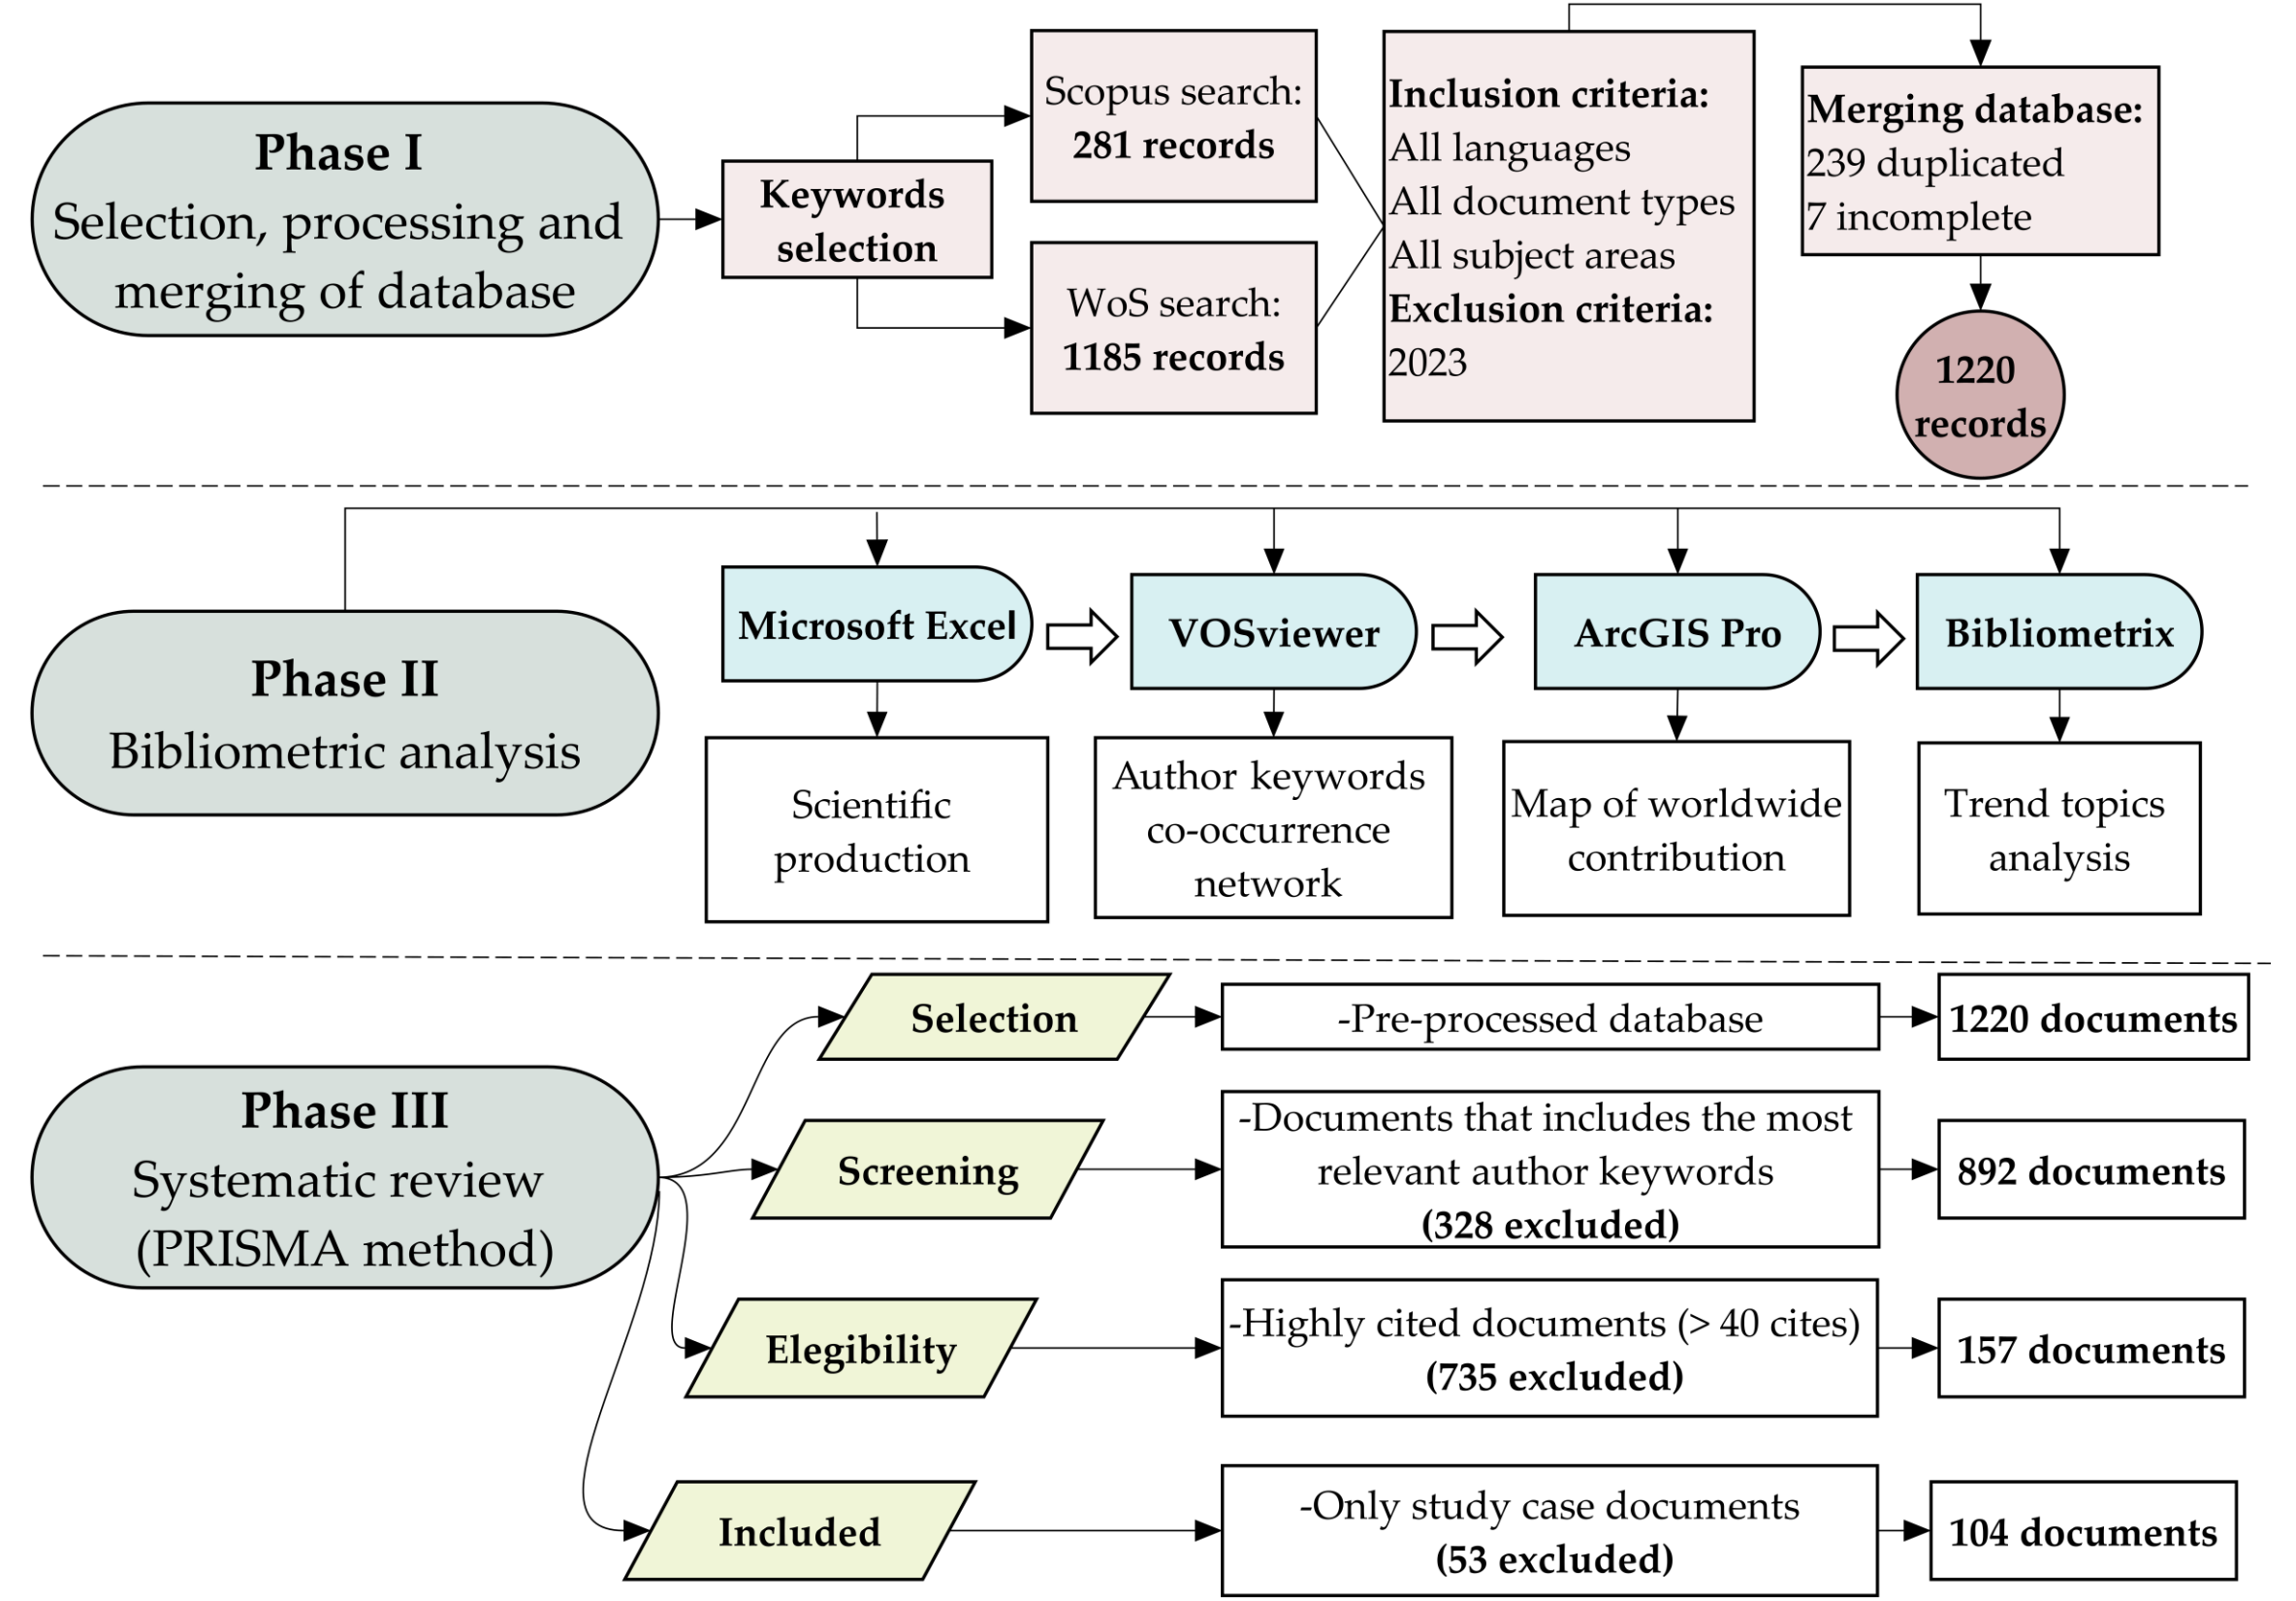 Phase I
Selection, processing and
merging of database
Keywords
selection
Scopus search:
281 records
WoS search:
1185 records
Inclusion criteria:
All languages
All document types
All subject areas
Exclusion criteria:
2023
Merging database:
239 duplicated
7 incomplete
1220
records
Phase II
Bibliometric analysis
Microsoft Excel
VOSviewer
ArcGIS Pro
Bibliometrix
Scientific
production
Author keywords
co-occurrence
network
Map of worldwide
contribution
Trend topics
analysis
Phase III
Systematic review
(PRISMA method)
Selection
-Pre-processed database
1220 documents
Screening
-Documents that includes the most
relevant author keywords
(328 excluded)
892 documents
Elegibility
-Highly cited documents (> 40 cites)
(735 excluded)
157 documents
Included
-Only study case documents
(53 excluded)
104 documents